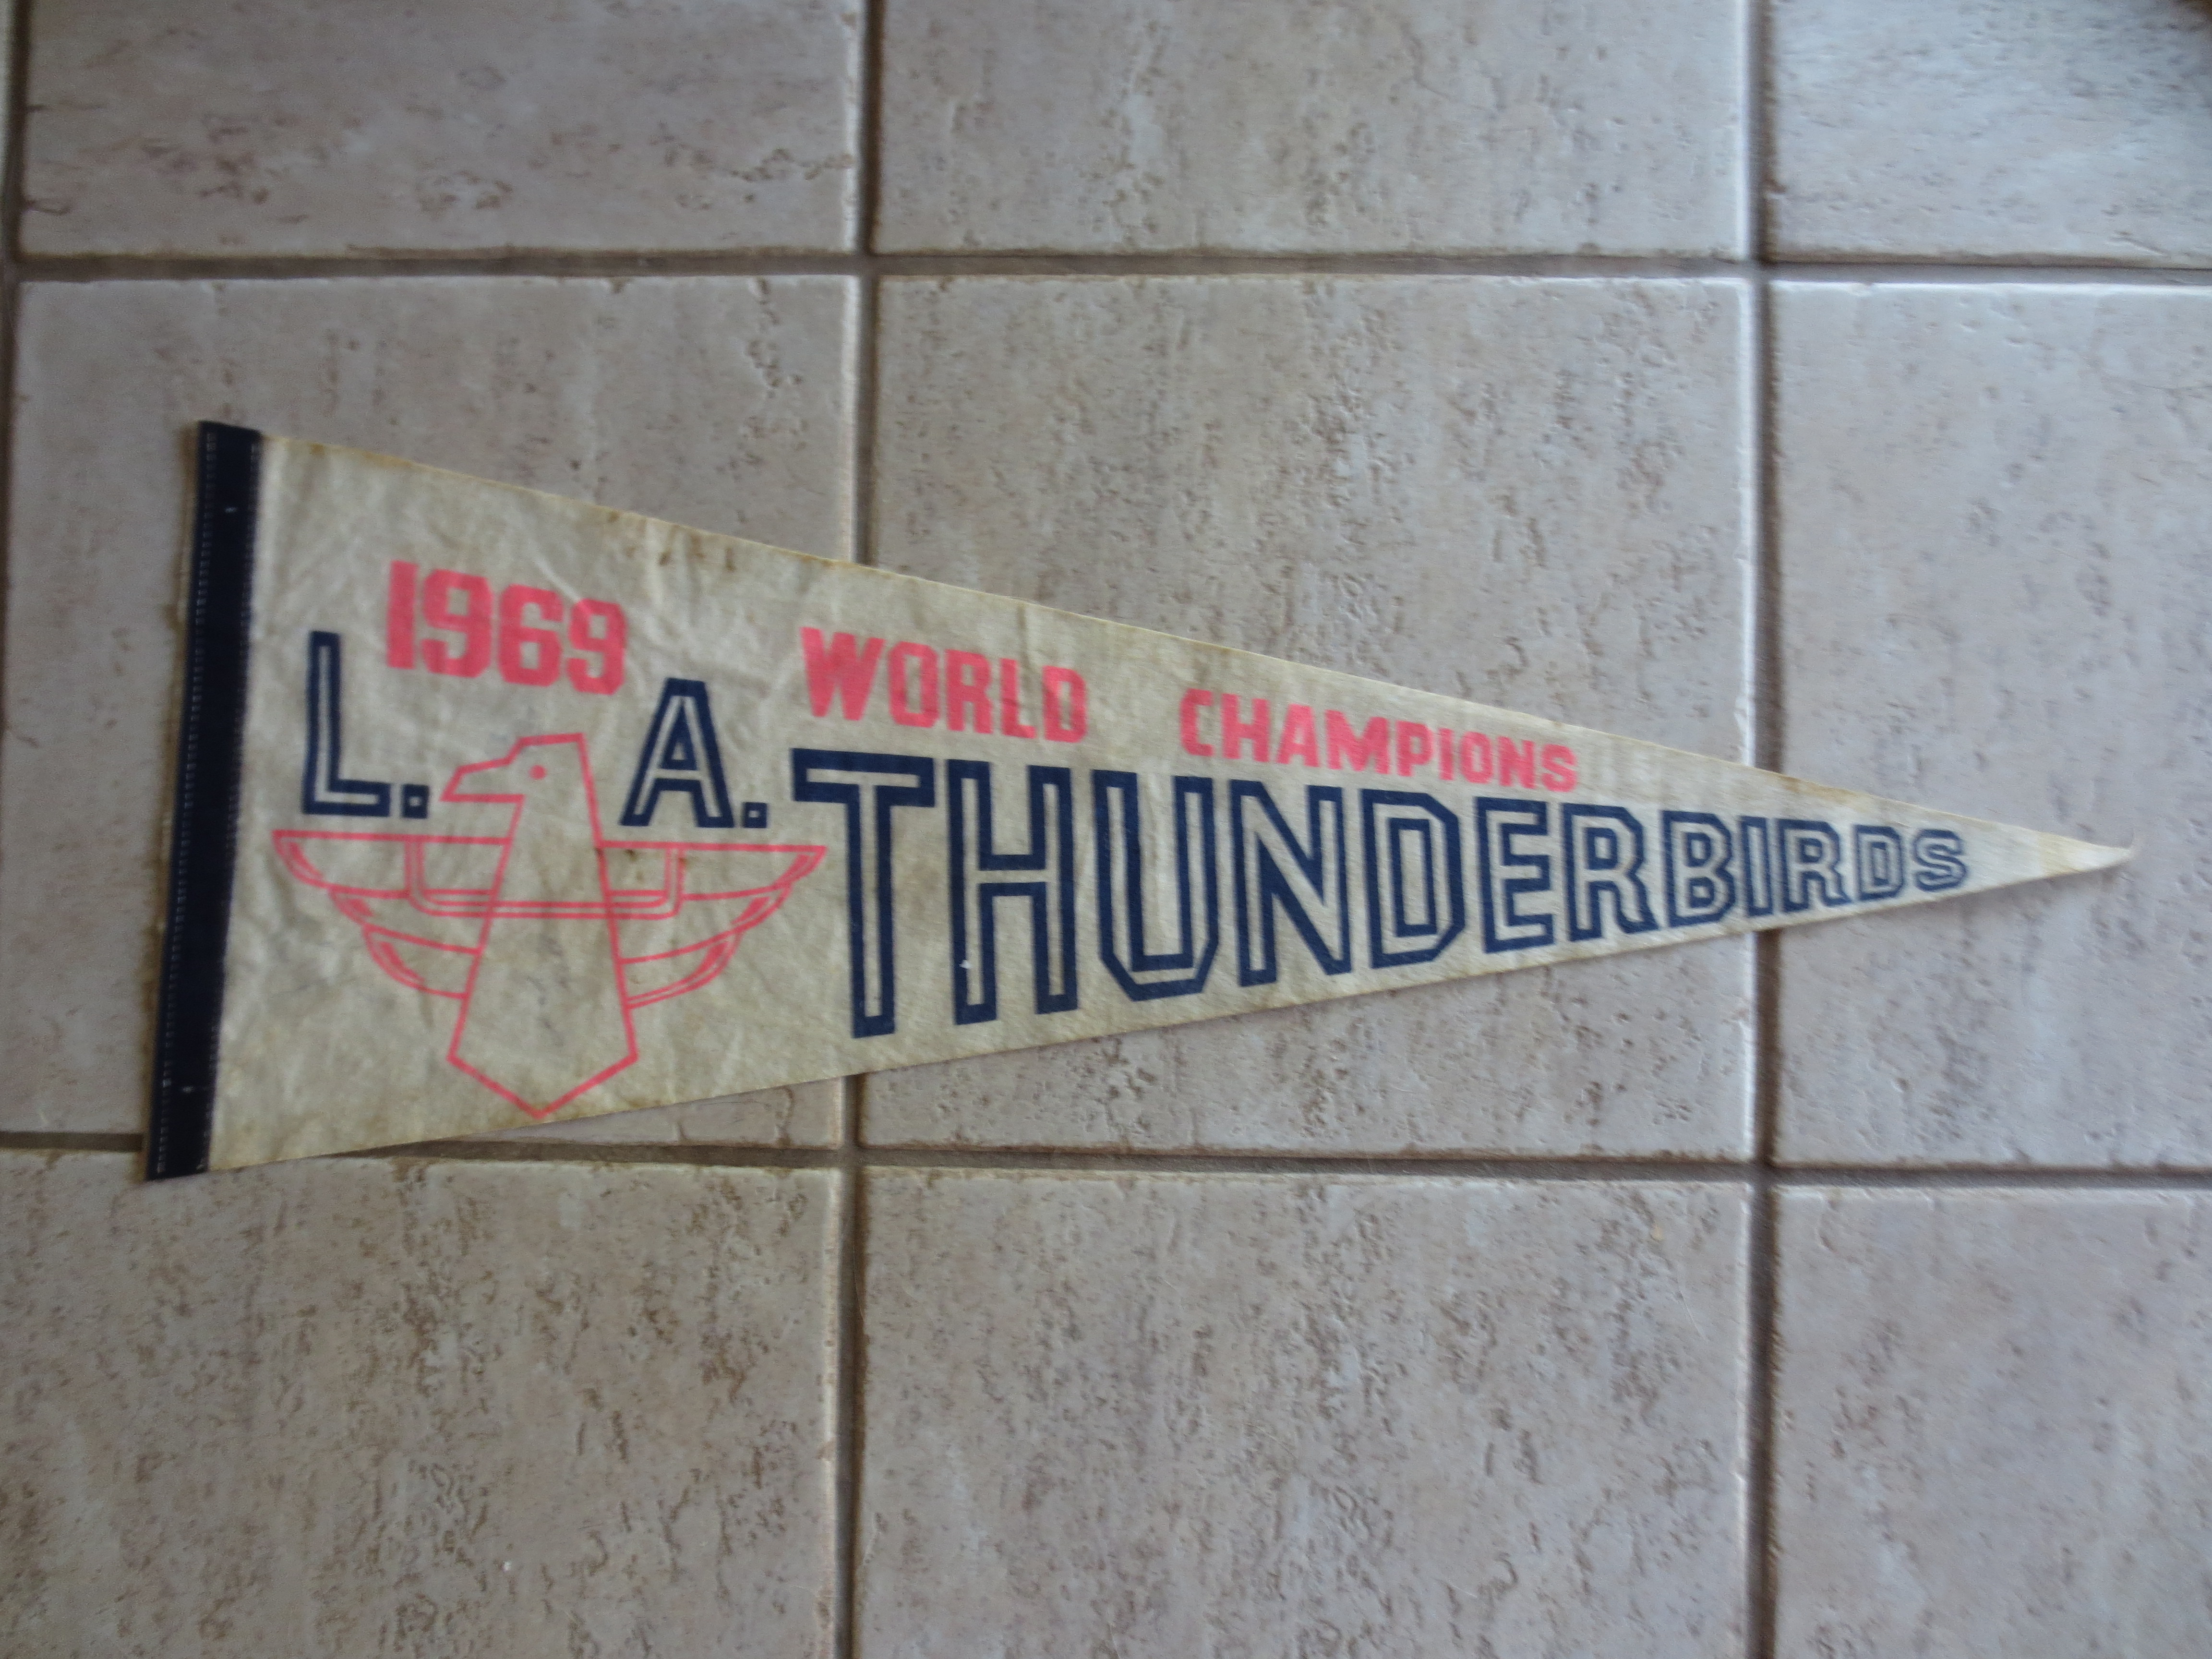 1969 WORLD CHAMPIONS
L. A. THUNDERBIRDS